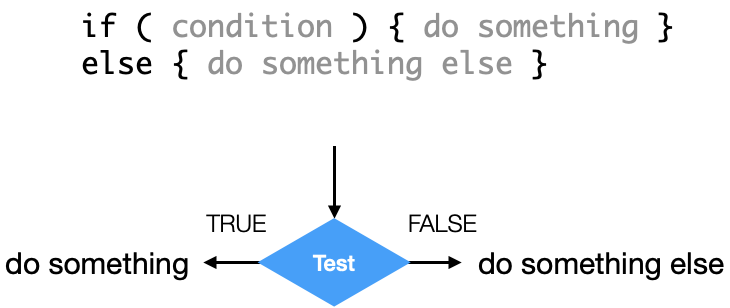 if ( condition ) { do something }
else { do something else }
TRUE
FALSE
do something
Test
do something else